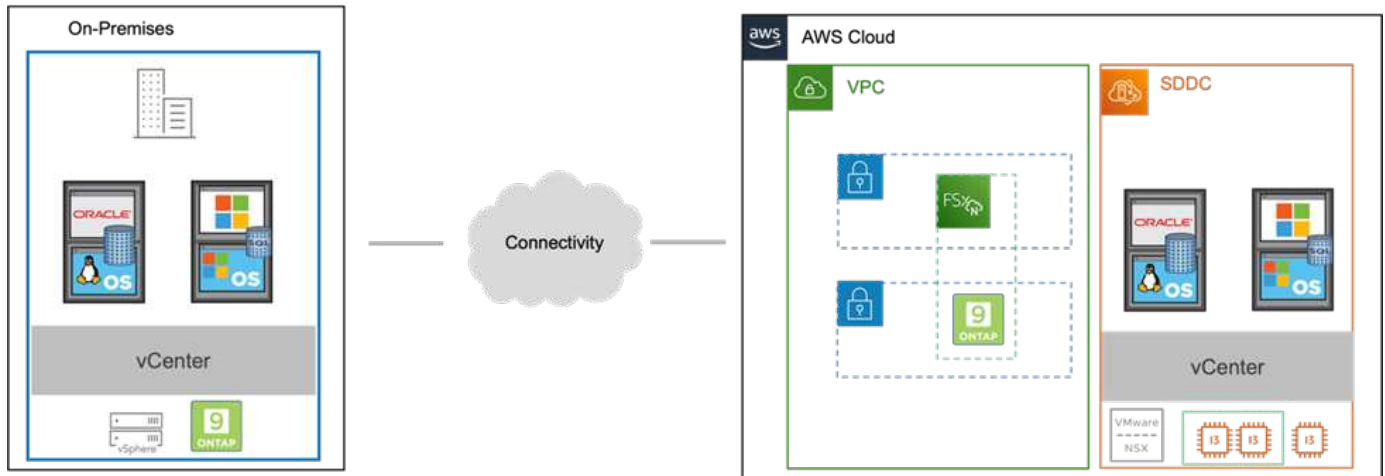 On-Premises
ORACLE
SQL
OS
OS
vCenter
vSphere
9
ONTAP
Connectivity
aws
AWS Cloud
VPC
FSx
N
9
ONTAP
SDDC
ORACLE
SQL
OS
OS
vCenter
VMware
NSX
I3
I3
I3